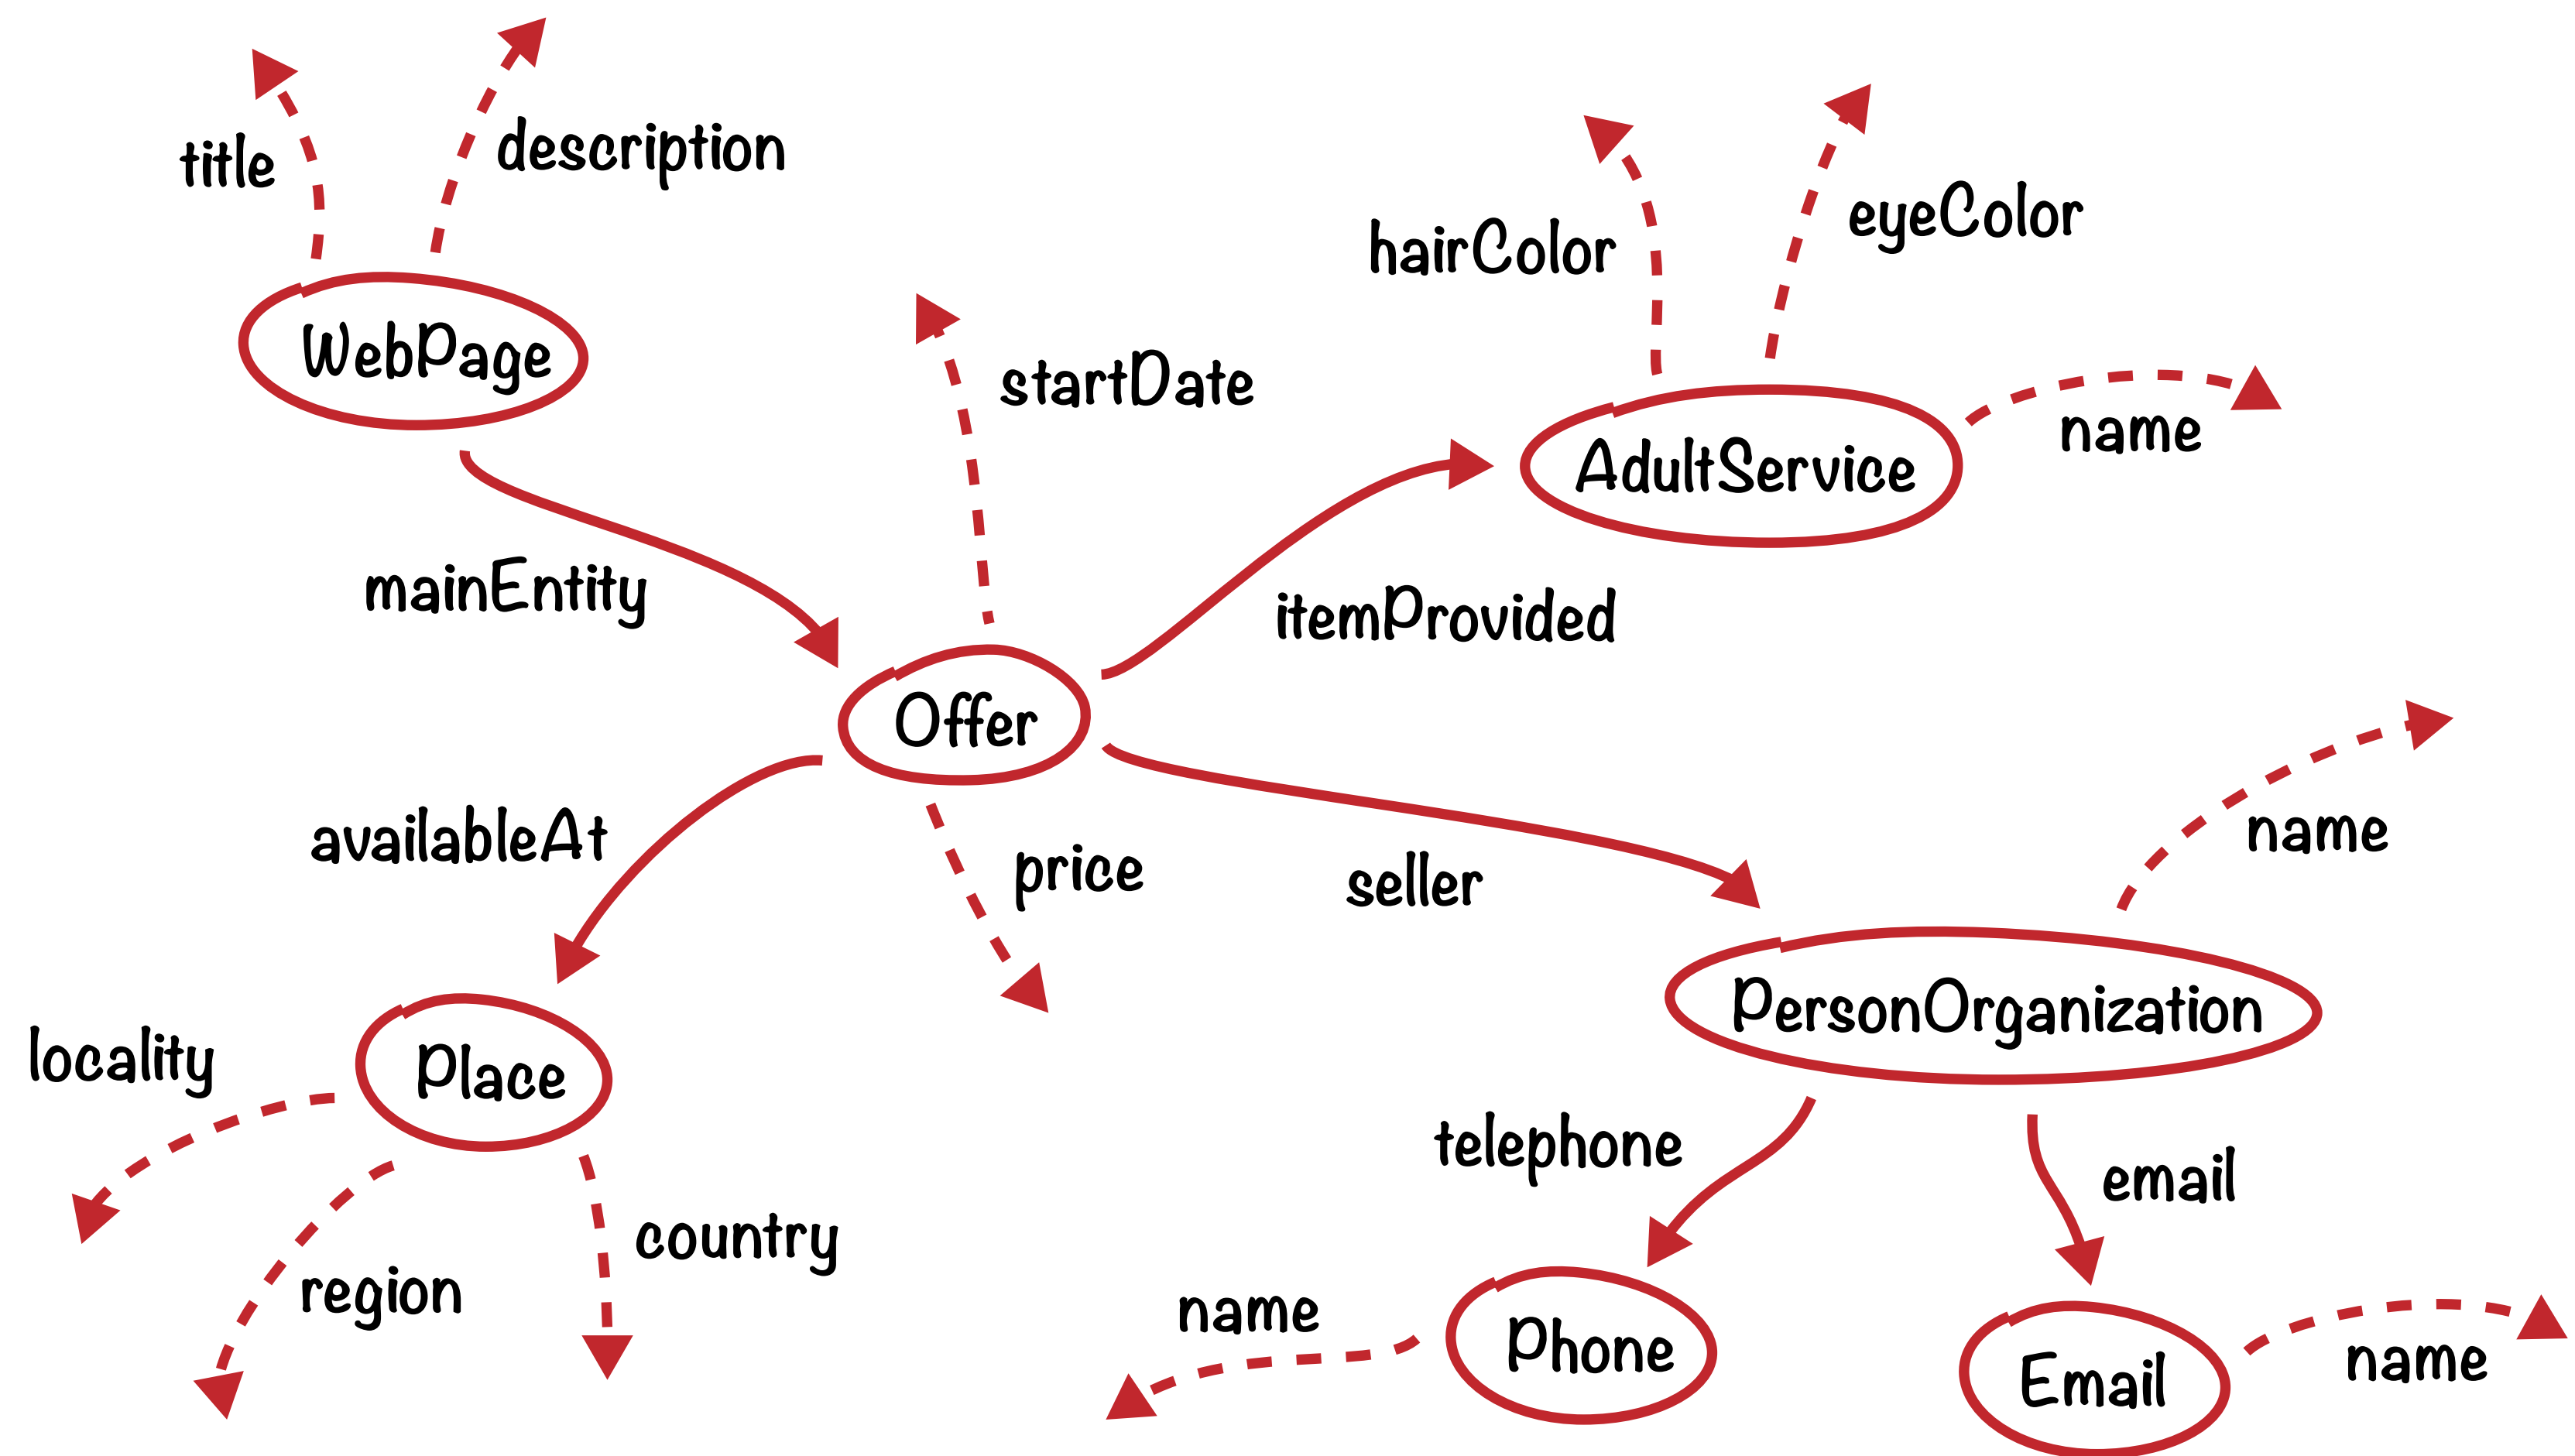 title
description
hairColor
eyeColor
WebPage
startDate
name
AdultService
mainEntity
itemProvided
Offer
availableAt
price
seller
name
PersonOrganization
locality
Place
telephone
email
country
region
name
Phone
Email
name